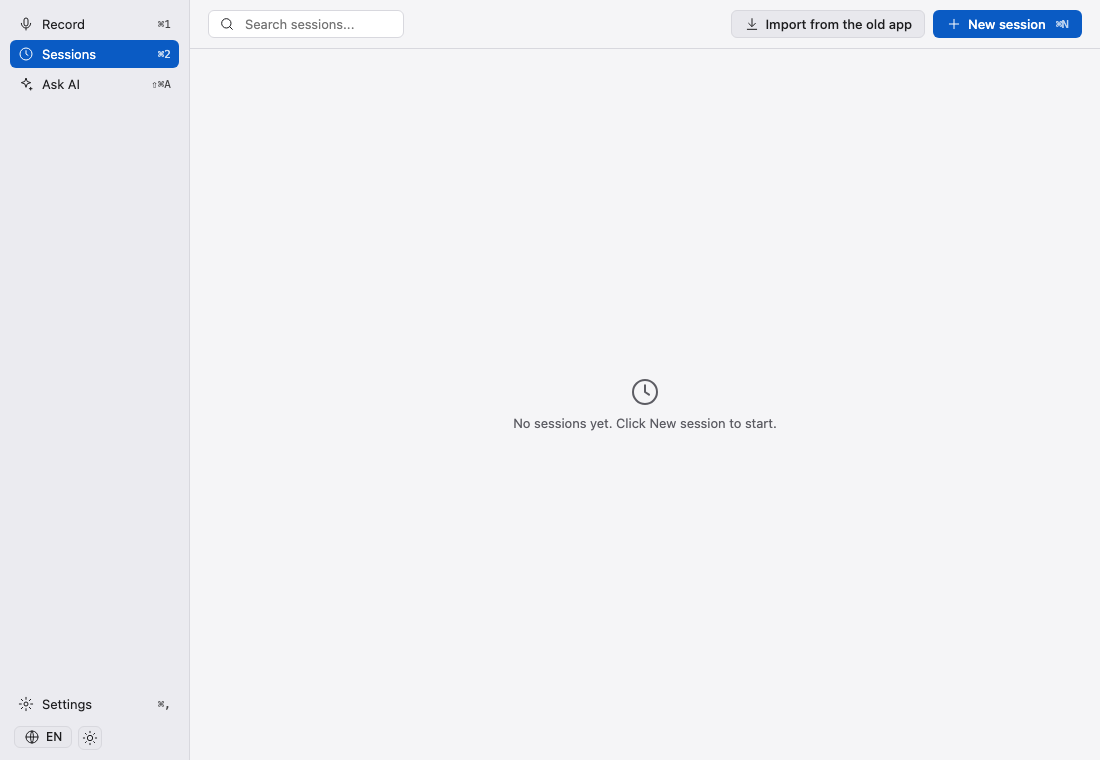 Record ⌘1
Sessions ⌘2
Ask AI ⇧⌘A
Search sessions...
Import from the old app
New session ⌘N
No sessions yet. Click New session to start.
Settings ⌘,
EN